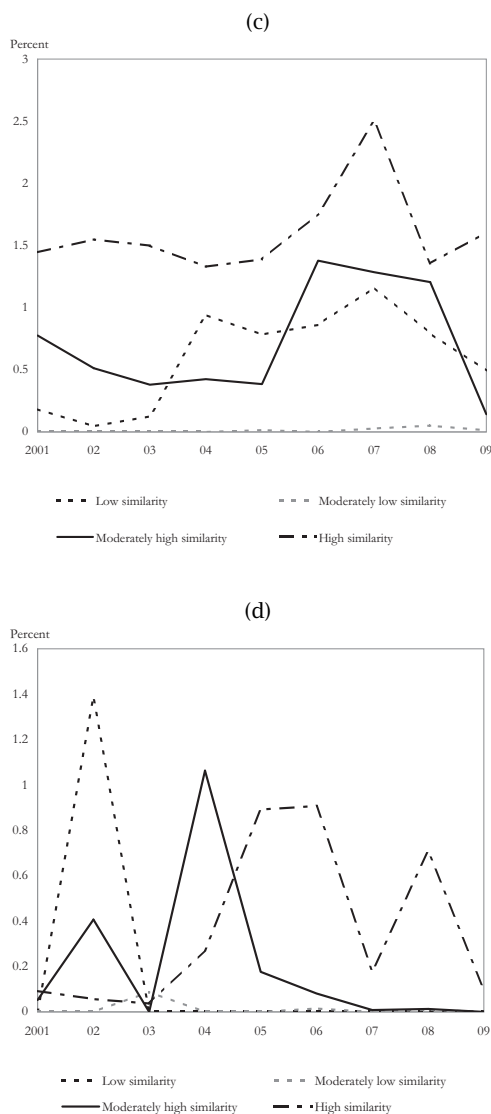 (c)
Percent
3
2.5
2
1.5
1
0.5
0
2001 02 03 04 05 06 07 08 09
Low similarity Moderately low similarity
Moderately high similarity High similarity
(d)
Percent
1.6
1.4
1.2
1
0.8
0.6
0.4
0.2
0
2001 02 03 04 05 06 07 08 09
Low similarity Moderately low similarity
Moderately high similarity High similarity